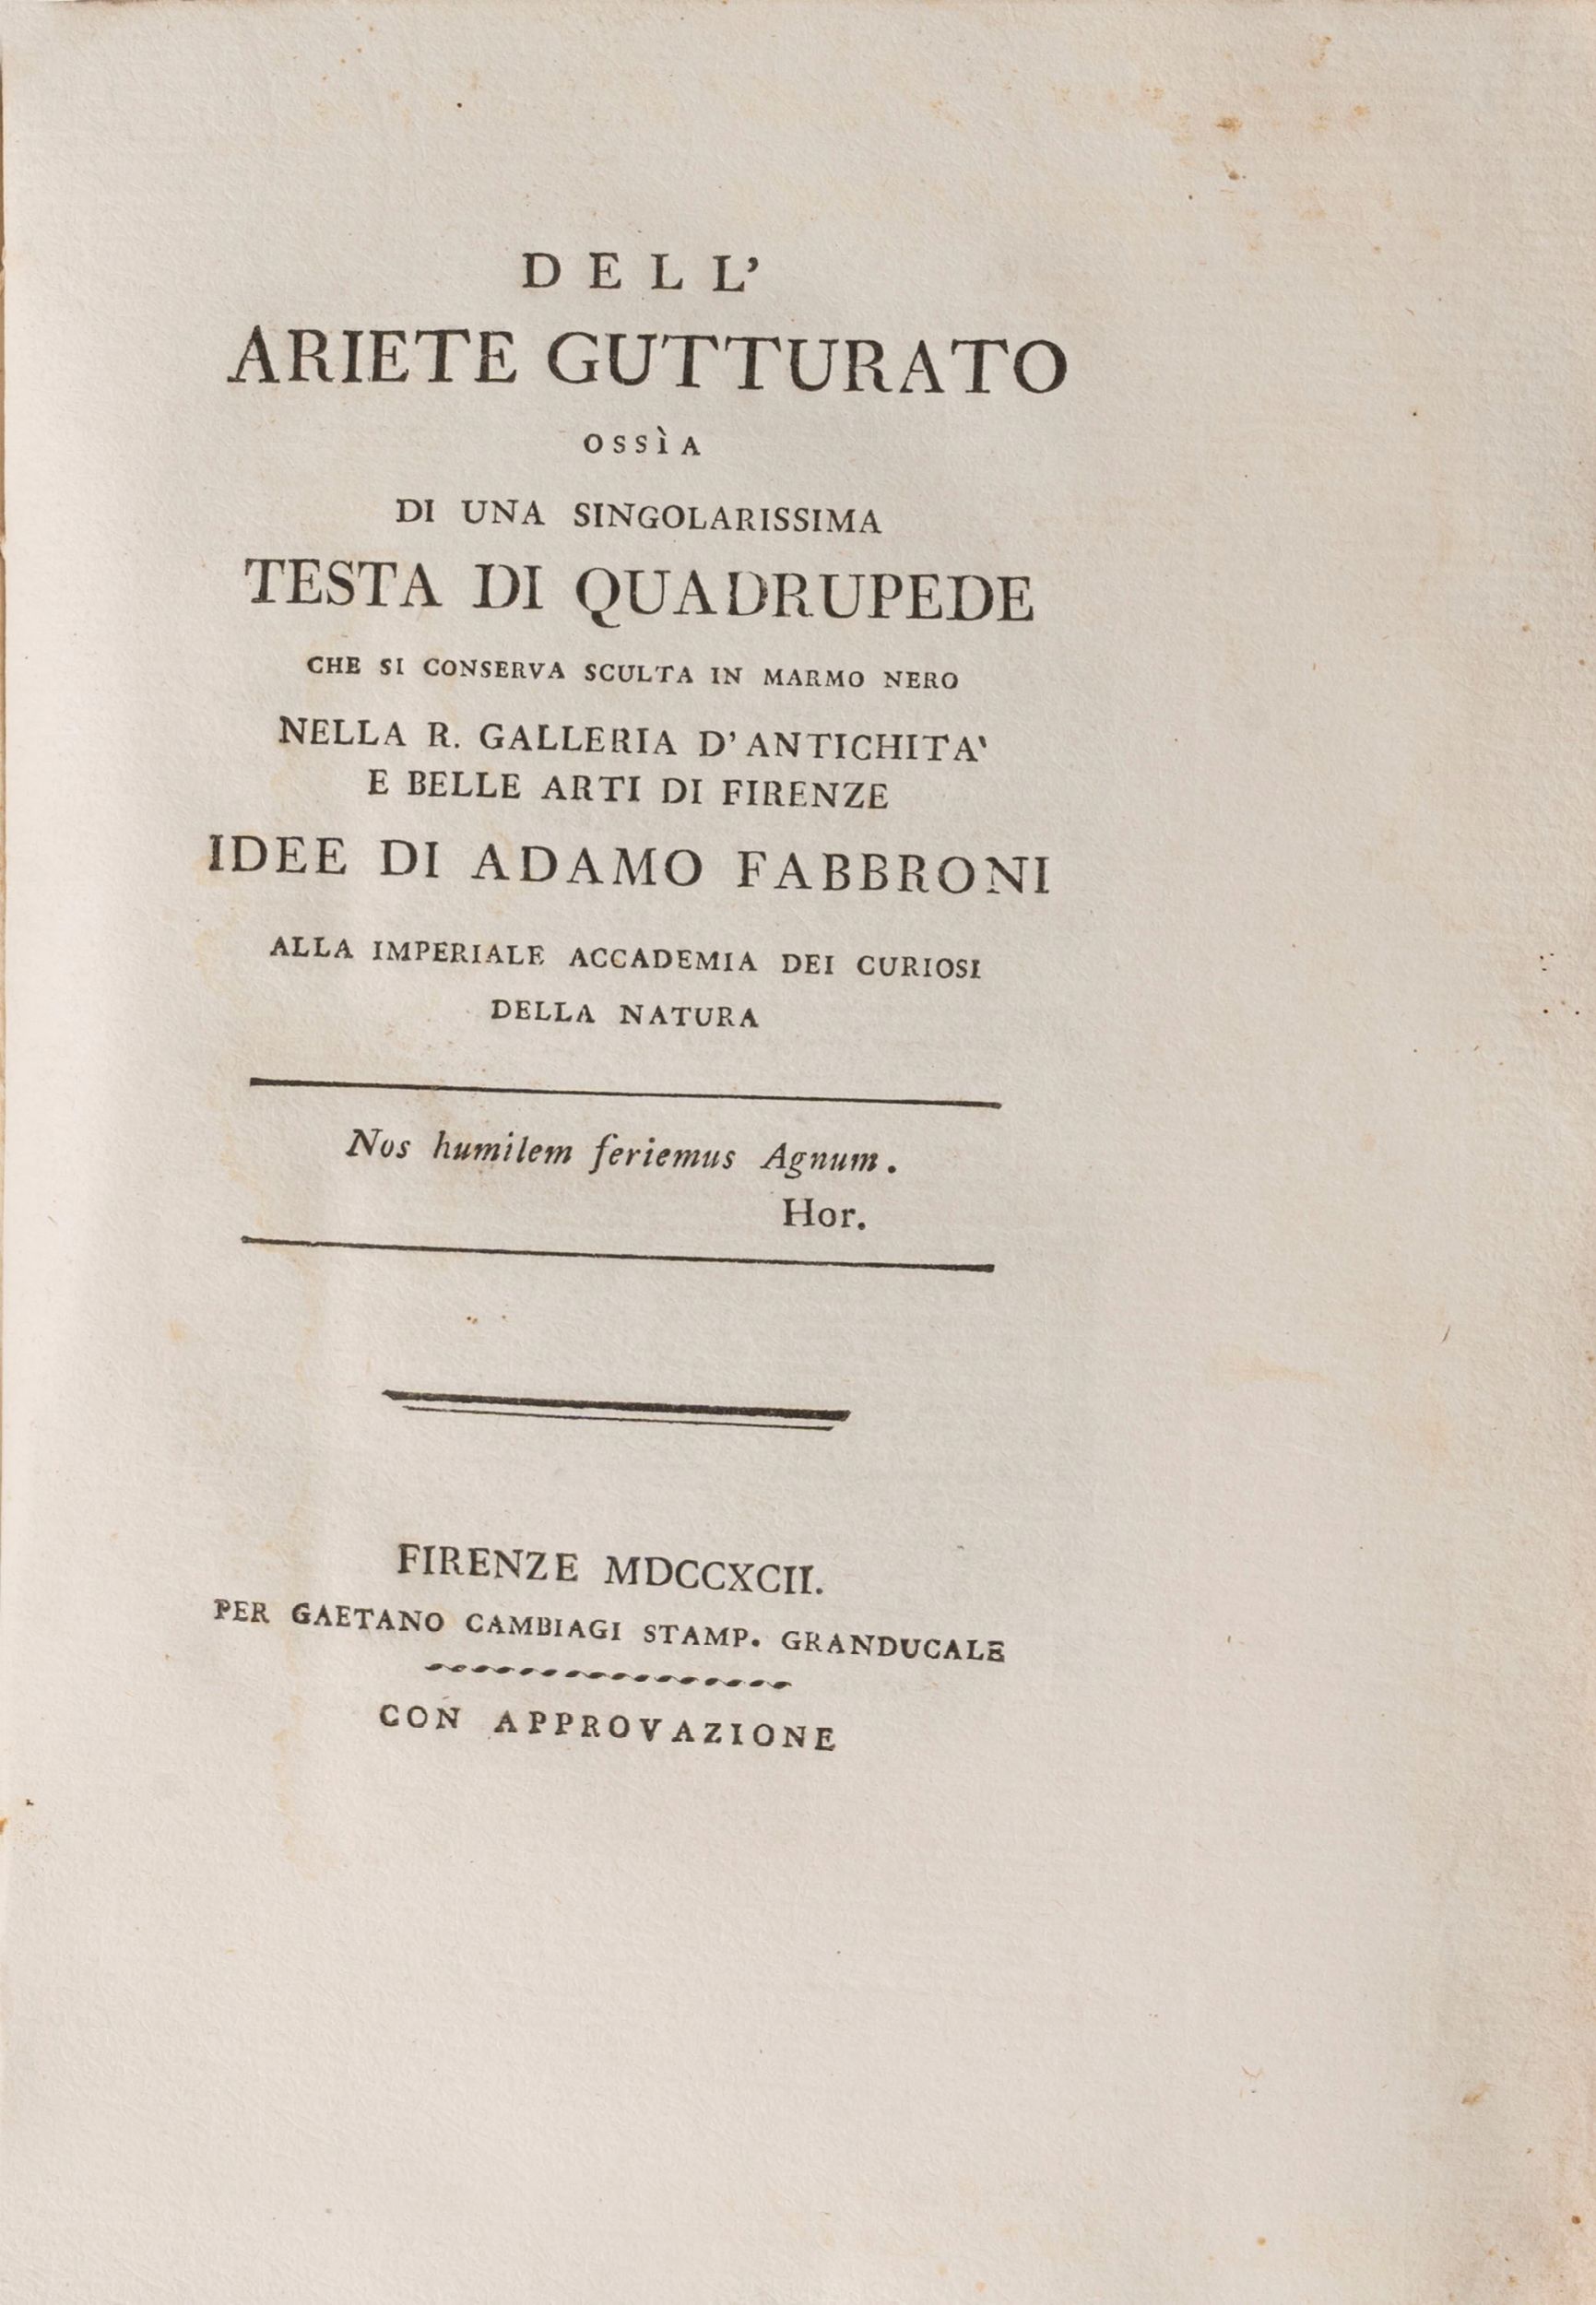 DELL'
ARIETE GUTTURATO
OSSÌA
DI UNA SINGOLARISSIMA
TESTA DI QUADRUPEDE
CHE SI CONSERVA SCULTA IN MARMO NERO
NELLA R. GALLERIA D'ANTICHITA'
E BELLE ARTI DI FIRENZE
IDEE DI ADAMO FABBRONI
ALLA IMPERIALE ACCADEMIA DEI CURIOSI
DELLA NATURA
Nos humilem feriemus Agnum.
Hor.
FIRENZE MDCCXCII.
PER GAETANO CAMBIAGI STAMP. GRANDUCALE
CON APPROVAZIONE